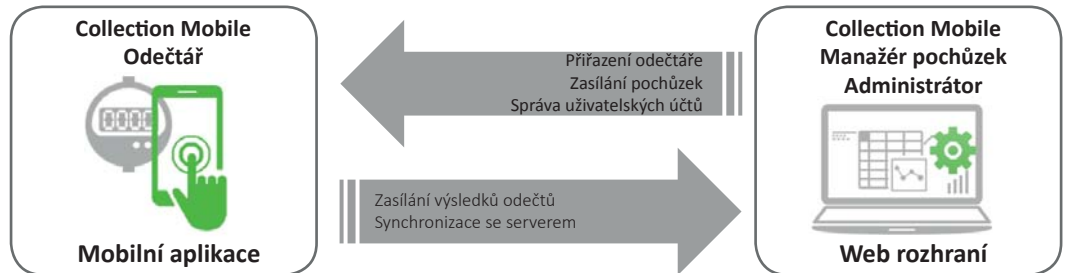 Collection Mobile
Odečtář
0000
Mobilní aplikace
Přiřazení odečtáře
Zasílání pochůzek
Správa uživatelských účtů
Zasílání výsledků odečtů
Synchronizace se serverem
Collection Mobile
Manažér pochůzek
Administrátor
Web rozhraní